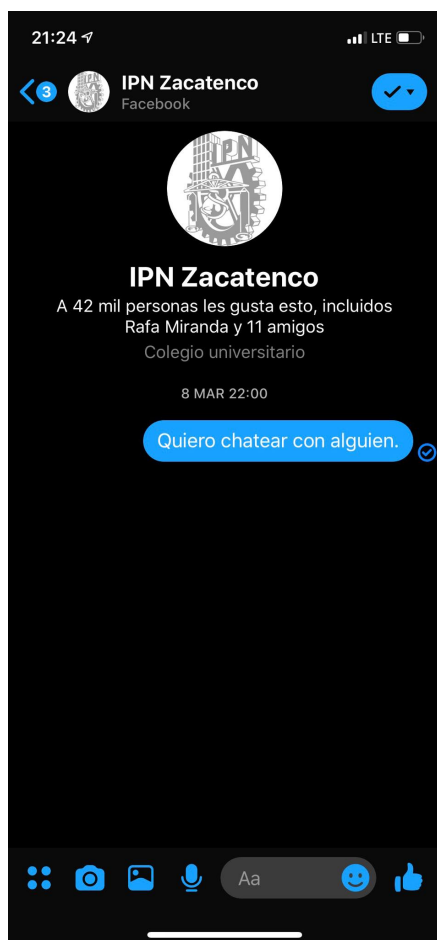 21:24
LTE
3
IPN Zacatenco
Facebook
IPN
IPN Zacatenco
A 42 mil personas les gusta esto, incluidos
Rafa Miranda y 11 amigos
Colegio universitario
8 MAR 22:00
Quiero chatear con alguien.
Aa